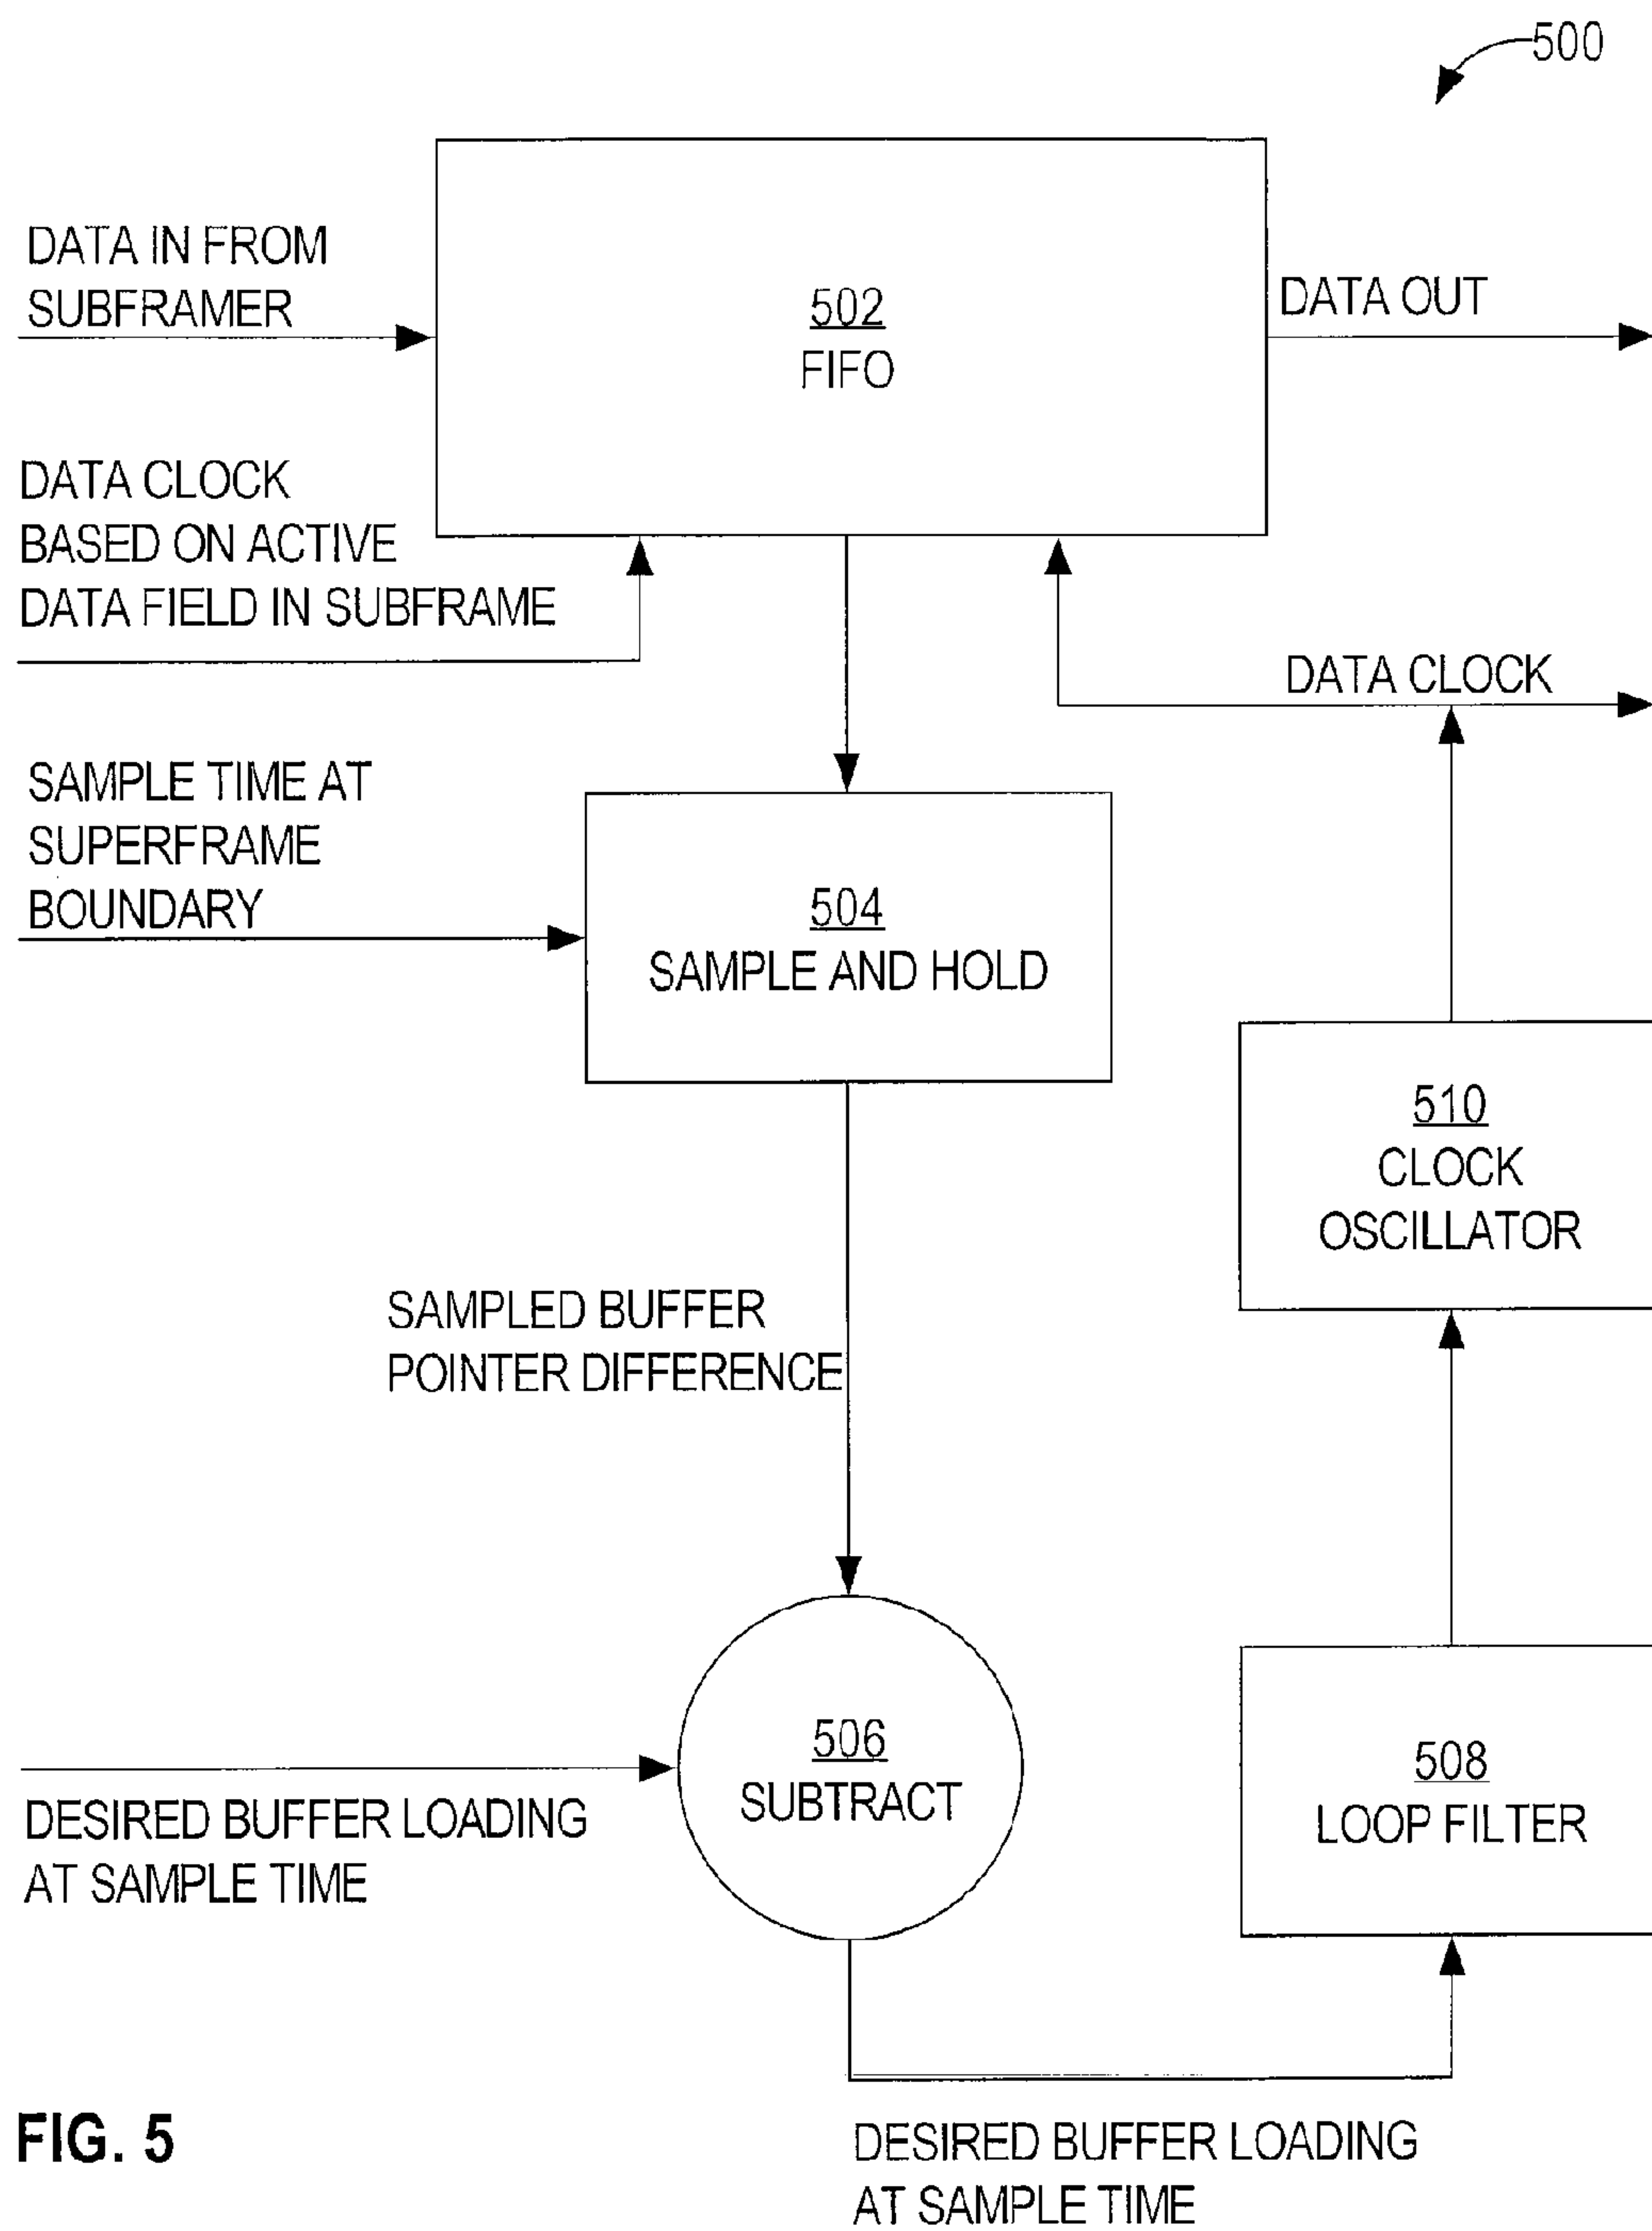 500
DATA IN FROM
SUBFRAMER
502
FIFO
DATA OUT
DATA CLOCK
BASED ON ACTIVE
DATA FIELD IN SUBFRAME
DATA CLOCK
SAMPLE TIME AT
SUPERFRAME
BOUNDARY
504
SAMPLE AND HOLD
510
CLOCK
OSCILLATOR
SAMPLED BUFFER
POINTER DIFFERENCE
506
SUBTRACT
508
LOOP FILTER
DESIRED BUFFER LOADING
AT SAMPLE TIME
DESIRED BUFFER LOADING
AT SAMPLE TIME
FIG. 5